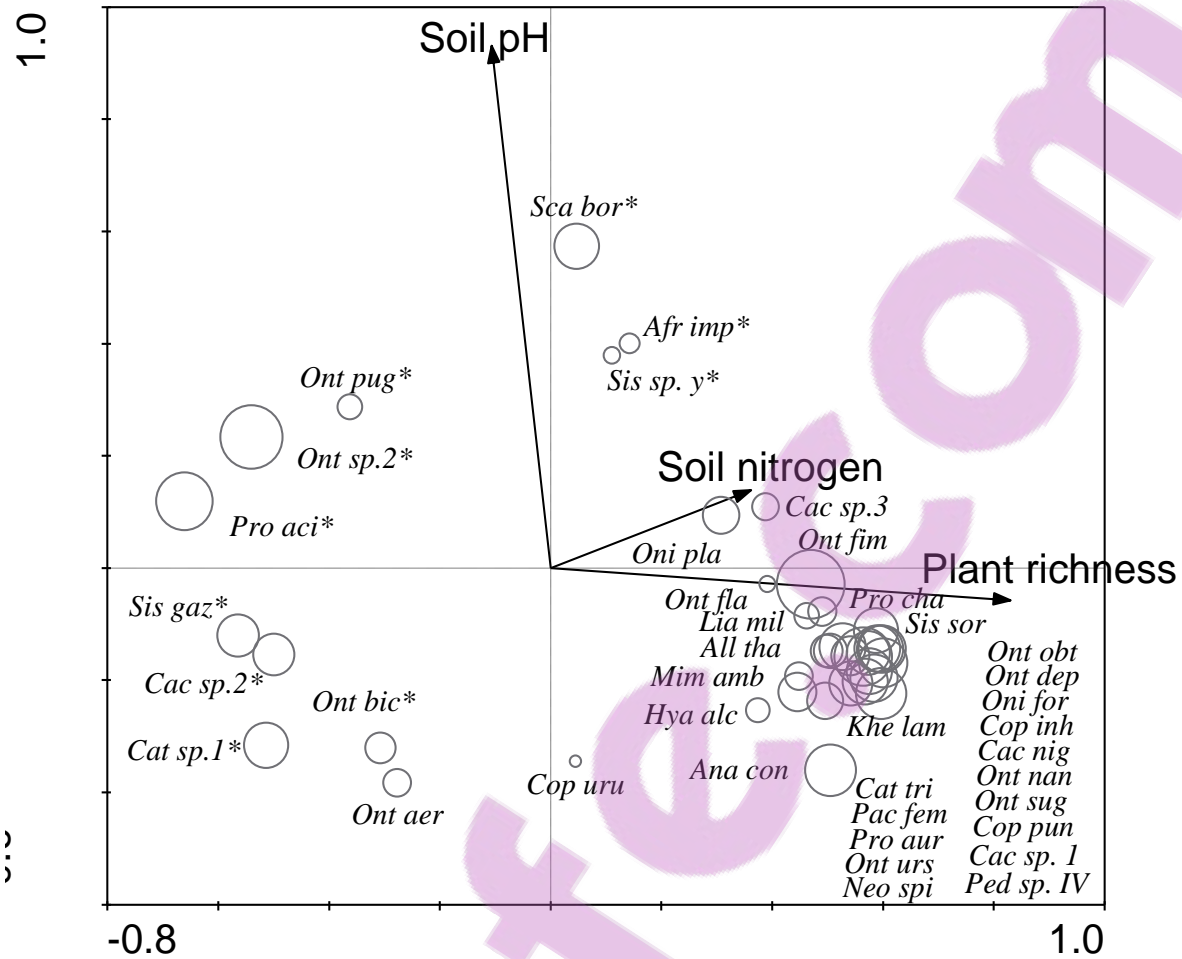 1.0
Soil pH
Sca bor*
Afr imp*
Sis sp. y*
Ont pug*
Ont sp.2*
Pro aci*
Soil nitrogen
Cac sp.3
Oni pla
Ont fim
Plant richness
Ont fla
Pro cha
Lia mil
Sis sor
All tha
Sis gaz*
Cac sp.2*
Mim amb
Ont bic*
Hya alc
Khe lam
Cat sp.1*
Cop uru
Ana con
Ont aer
Ont obt
Ont dep
Oni for
Cop inh
Cac nig
Ont nan
Ont sug
Cop pun
Cac sp. 1
Ped sp. IV
Cat tri
Pac fem
Pro aur
Ont urs
Neo spi
-0.8
1.0
fe.com